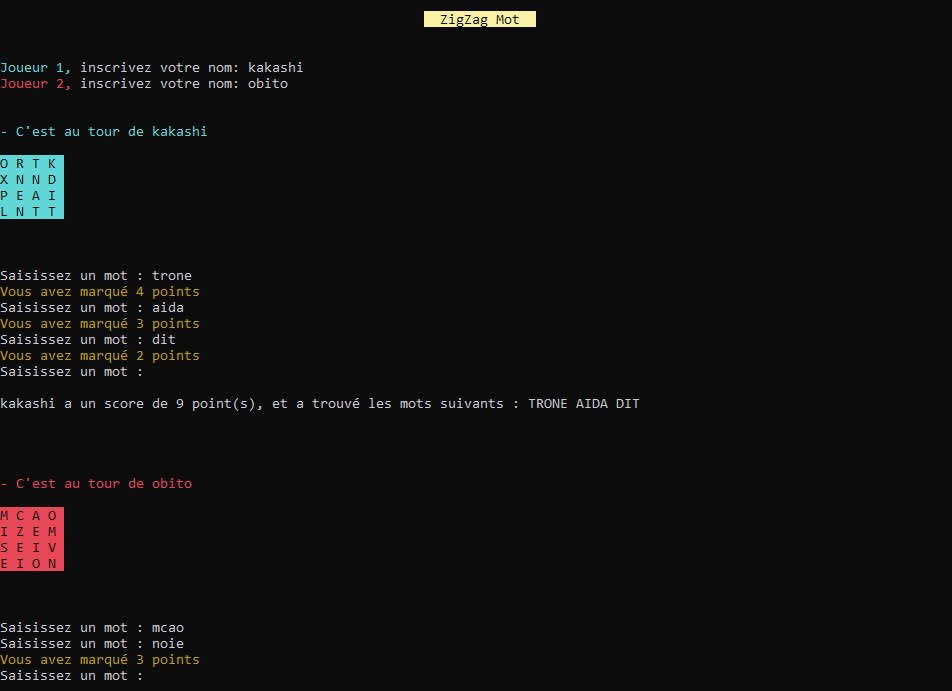 ZigZag Mot
Joueur 1, inscrivez votre nom: kakashi
Joueur 2, inscrivez votre nom: obito
- C'est au tour de kakashi
O R T K
X N N D
P E A I
L N T T
Saisissez un mot : trone
Vous avez marqué 4 points
Saisissez un mot : aida
Vous avez marqué 3 points
Saisissez un mot : dit
Vous avez marqué 2 points
Saisissez un mot :
kakashi a un score de 9 point(s), et a trouvé les mots suivants : TRONE AIDA DIT
- C'est au tour de obito
M C A O
I Z E M
S E I V
E I O N
Saisissez un mot : mcao
Saisissez un mot : noie
Vous avez marqué 3 points
Saisissez un mot :